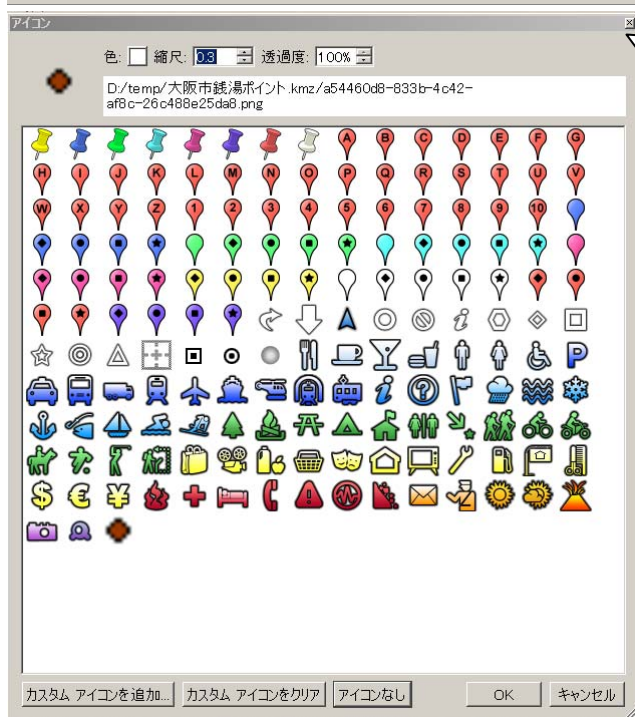 アイコン
色: 縮尺: 0.3 透過度: 100%
D:/temp/大阪市銭湯ポイント.kmz/a54460d8-833b-4c42-
af8c-26c488e25da8.png
A B C D E F G
H I J K L M N O P Q R S T U V
W X Y Z 1 2 3 4 5 6 7 8 9 10
i
P
i ?
$ € ¥
カスタム アイコンを追加... カスタム アイコンをクリア アイコンなし OK キャンセル